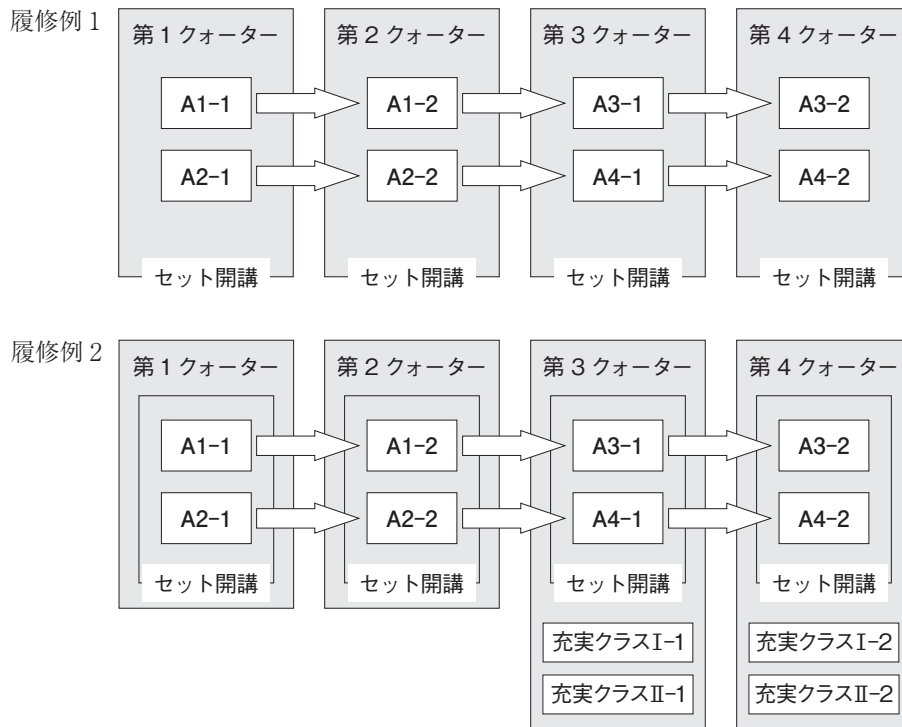 履修例 1
第 1 クォーター 第 2 クォーター 第 3 クォーター 第 4 クォーター
A1-1 A1-2 A3-1 A3-2
A2-1 A2-2 A4-1 A4-2
セット開講 セット開講 セット開講 セット開講
履修例 2
第 1 クォーター 第 2 クォーター 第 3 クォーター 第 4 クォーター
A1-1 A1-2 A3-1 A3-2
A2-1 A2-2 A4-1 A4-2
セット開講 セット開講 セット開講 セット開講
充実クラスⅠ-1 充実クラスⅠ-2
充実クラスⅡ-1 充実クラスⅡ-2